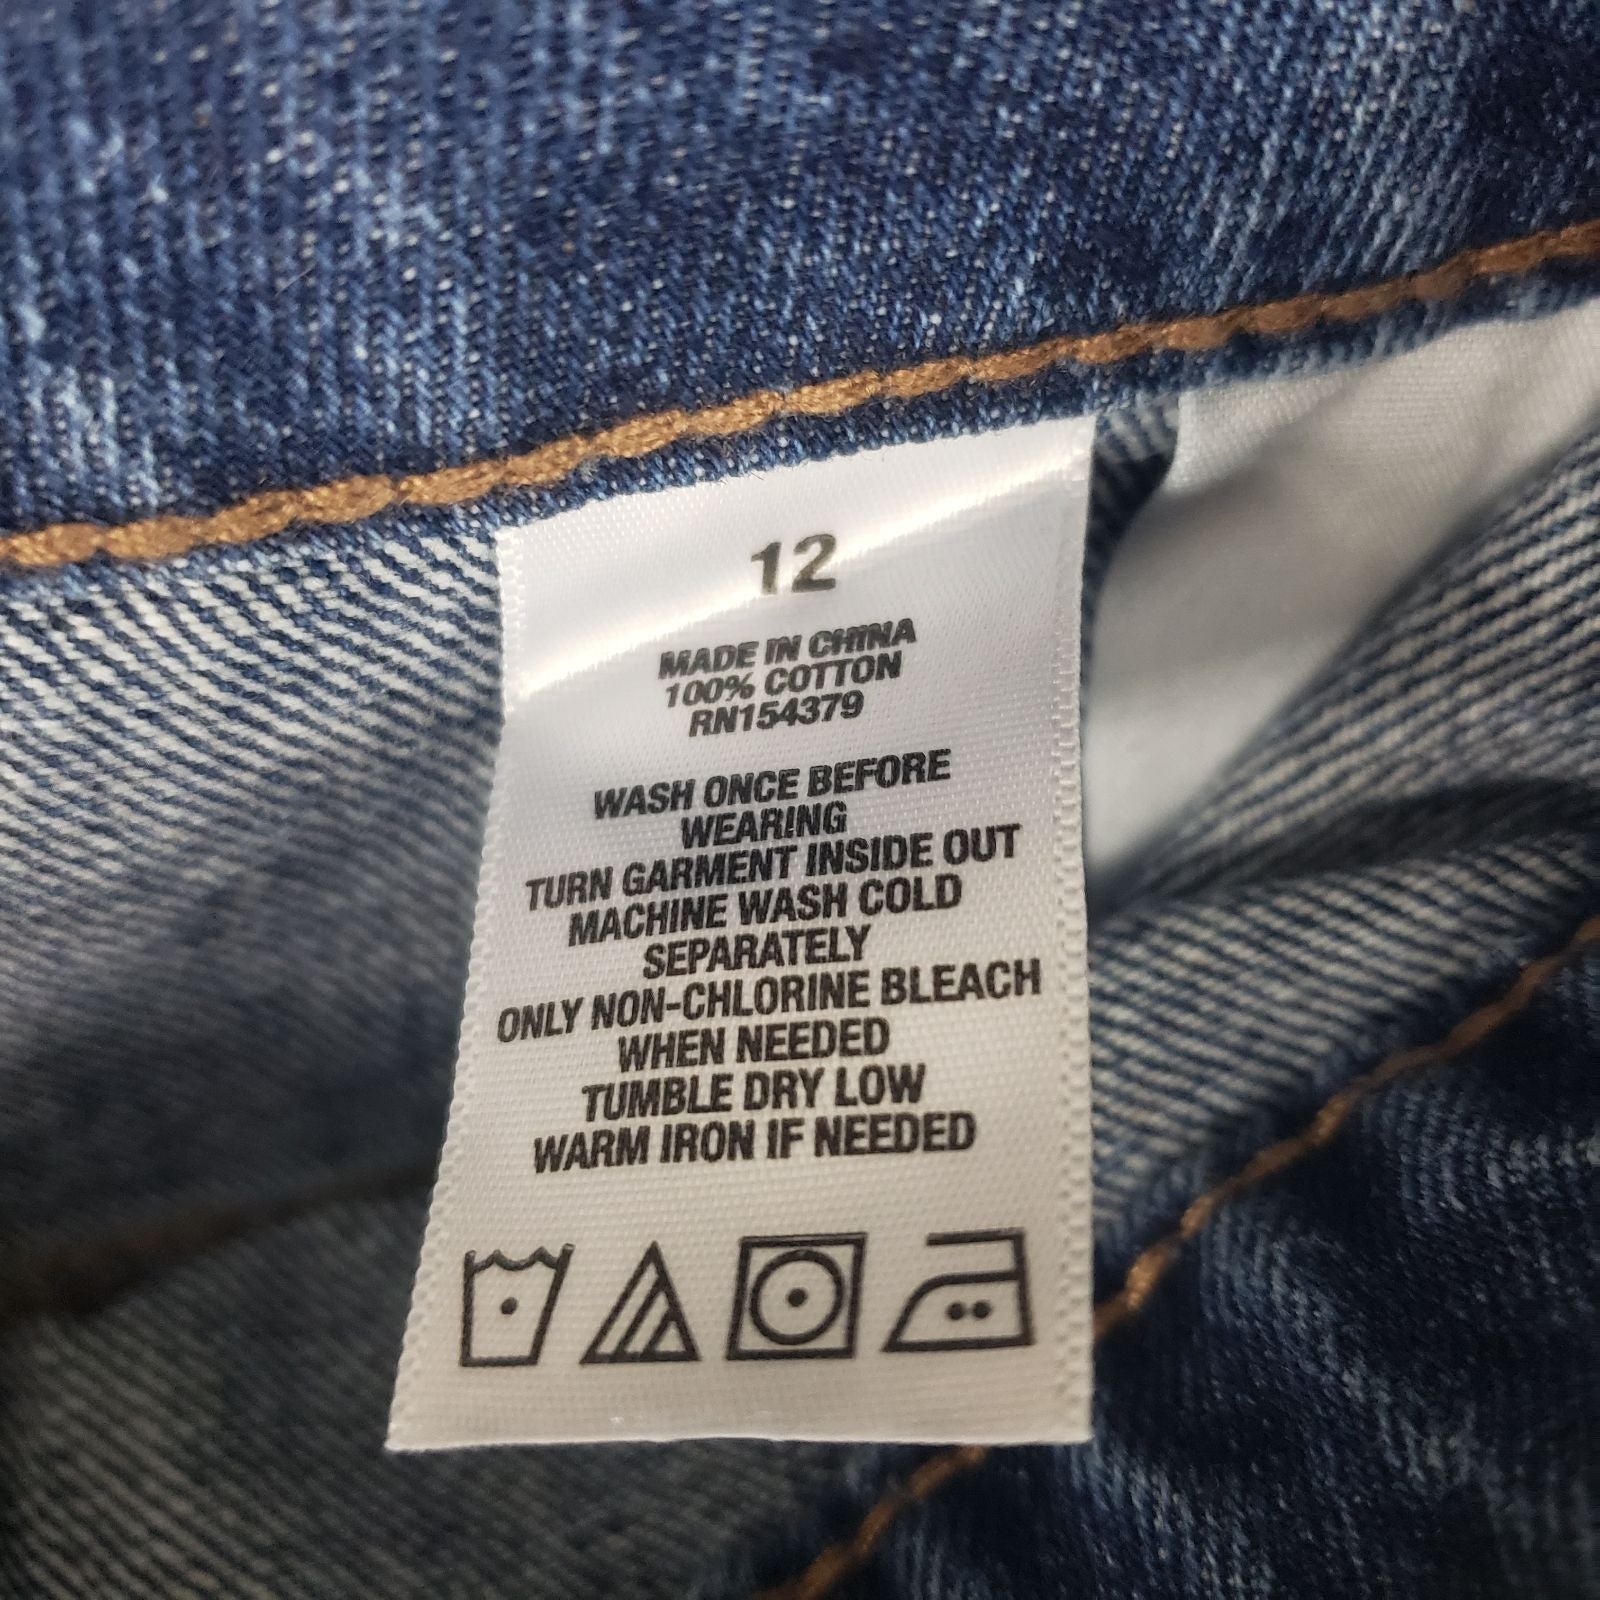 12
MADE IN CHINA
100% COTTON
RN154379
WASH ONCE BEFORE
WEARING
TURN GARMENT INSIDE OUT
MACHINE WASH COLD
SEPARATELY
ONLY NON-CHLORINE BLEACH
WHEN NEEDED
TUMBLE DRY LOW
WARM IRON IF NEEDED